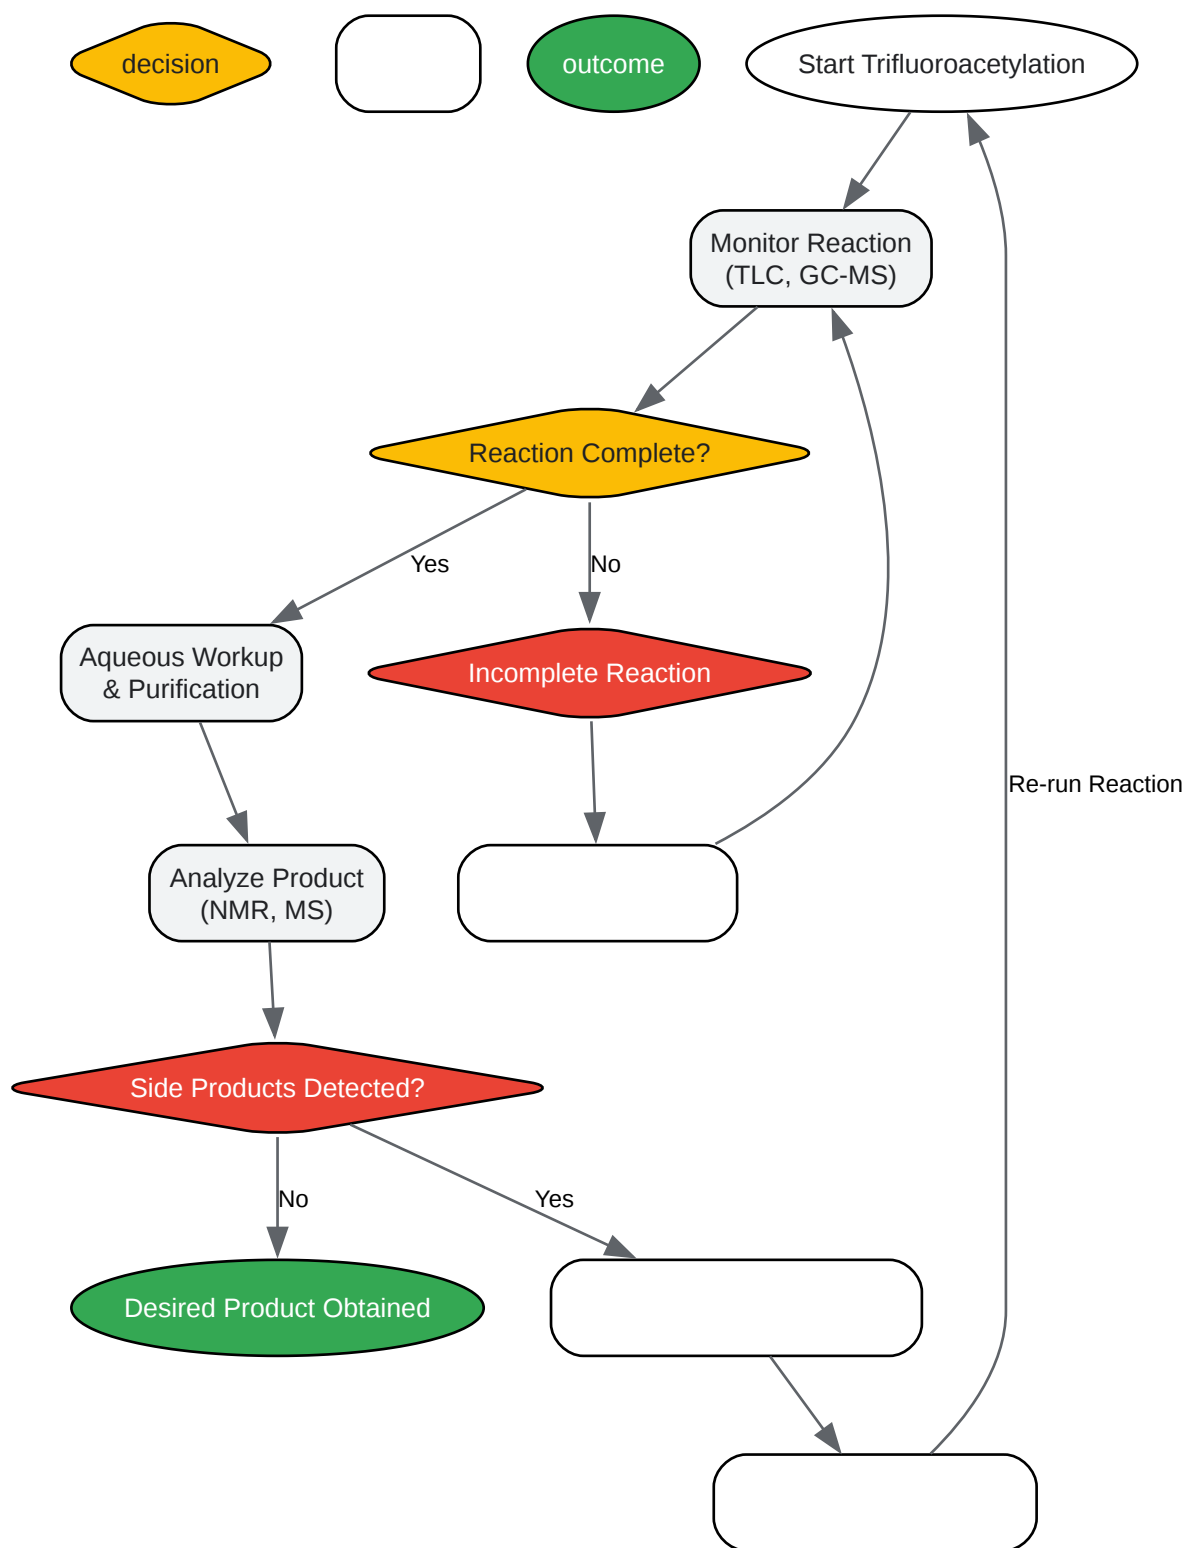 decision
outcome
Start Trifluoroacetylation
Monitor Reaction
(TLC, GC-MS)
Reaction Complete?
Yes
No
Aqueous Workup
& Purification
Incomplete Reaction
Re-run Reaction
Analyze Product
(NMR, MS)
Side Products Detected?
No
Yes
Desired Product Obtained